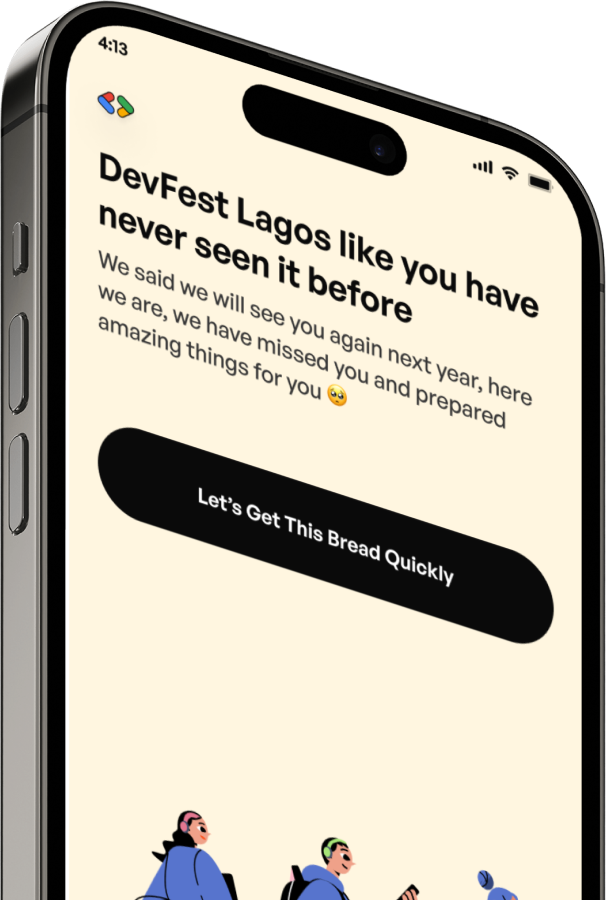 4:13
DevFest Lagos like you have
never seen it before
We said we will see you again next year, here
we are, we have missed you and prepared
amazing things for you 🥺
Let's Get This Bread Quickly